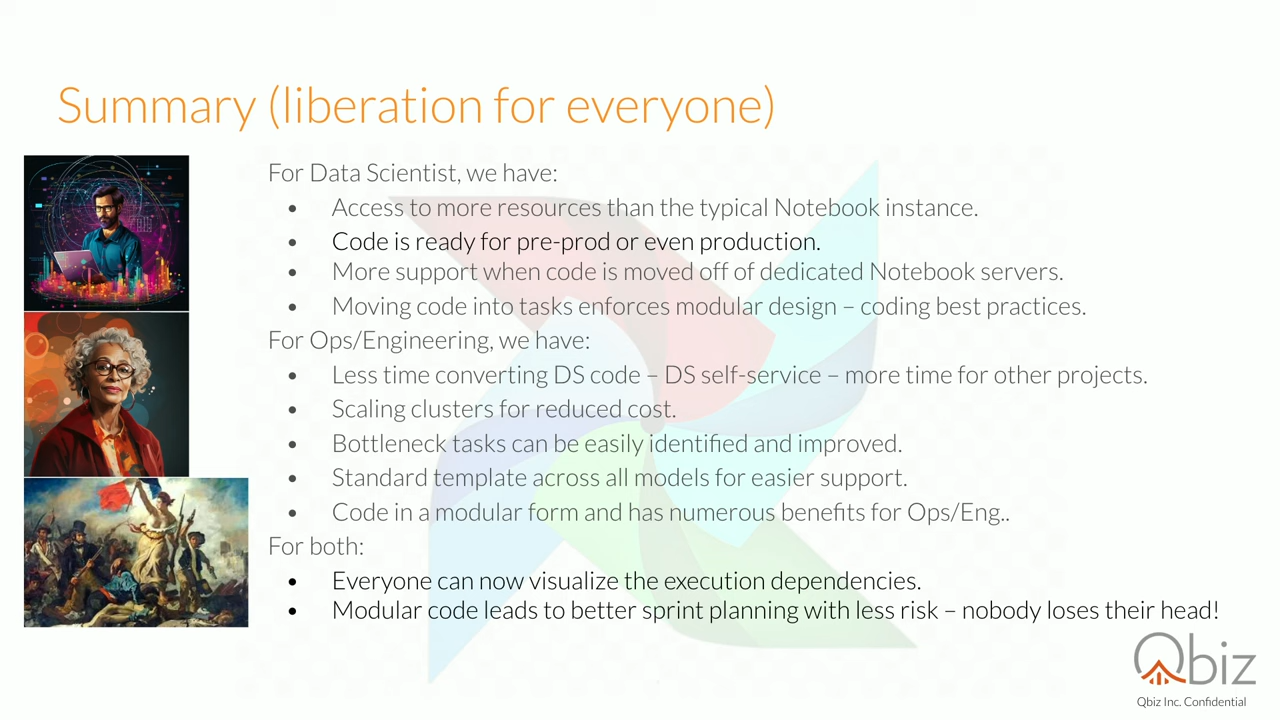 Summary (liberation for everyone)
For Data Scientist, we have:
• Access to more resources than the typical Notebook instance.
• Code is ready for pre-prod or even production.
• More support when code is moved off of dedicated Notebook servers.
• Moving code into tasks enforces modular design – coding best practices.
For Ops/Engineering, we have:
• Less time converting DS code – DS self-service – more time for other projects.
• Scaling clusters for reduced cost.
• Bottleneck tasks can be easily identified and improved.
• Standard template across all models for easier support.
• Code in a modular form and has numerous benefits for Ops/Eng..
For both:
• Everyone can now visualize the execution dependencies.
• Modular code leads to better sprint planning with less risk – nobody loses their head!
Qbiz
Qbiz Inc. Confidential